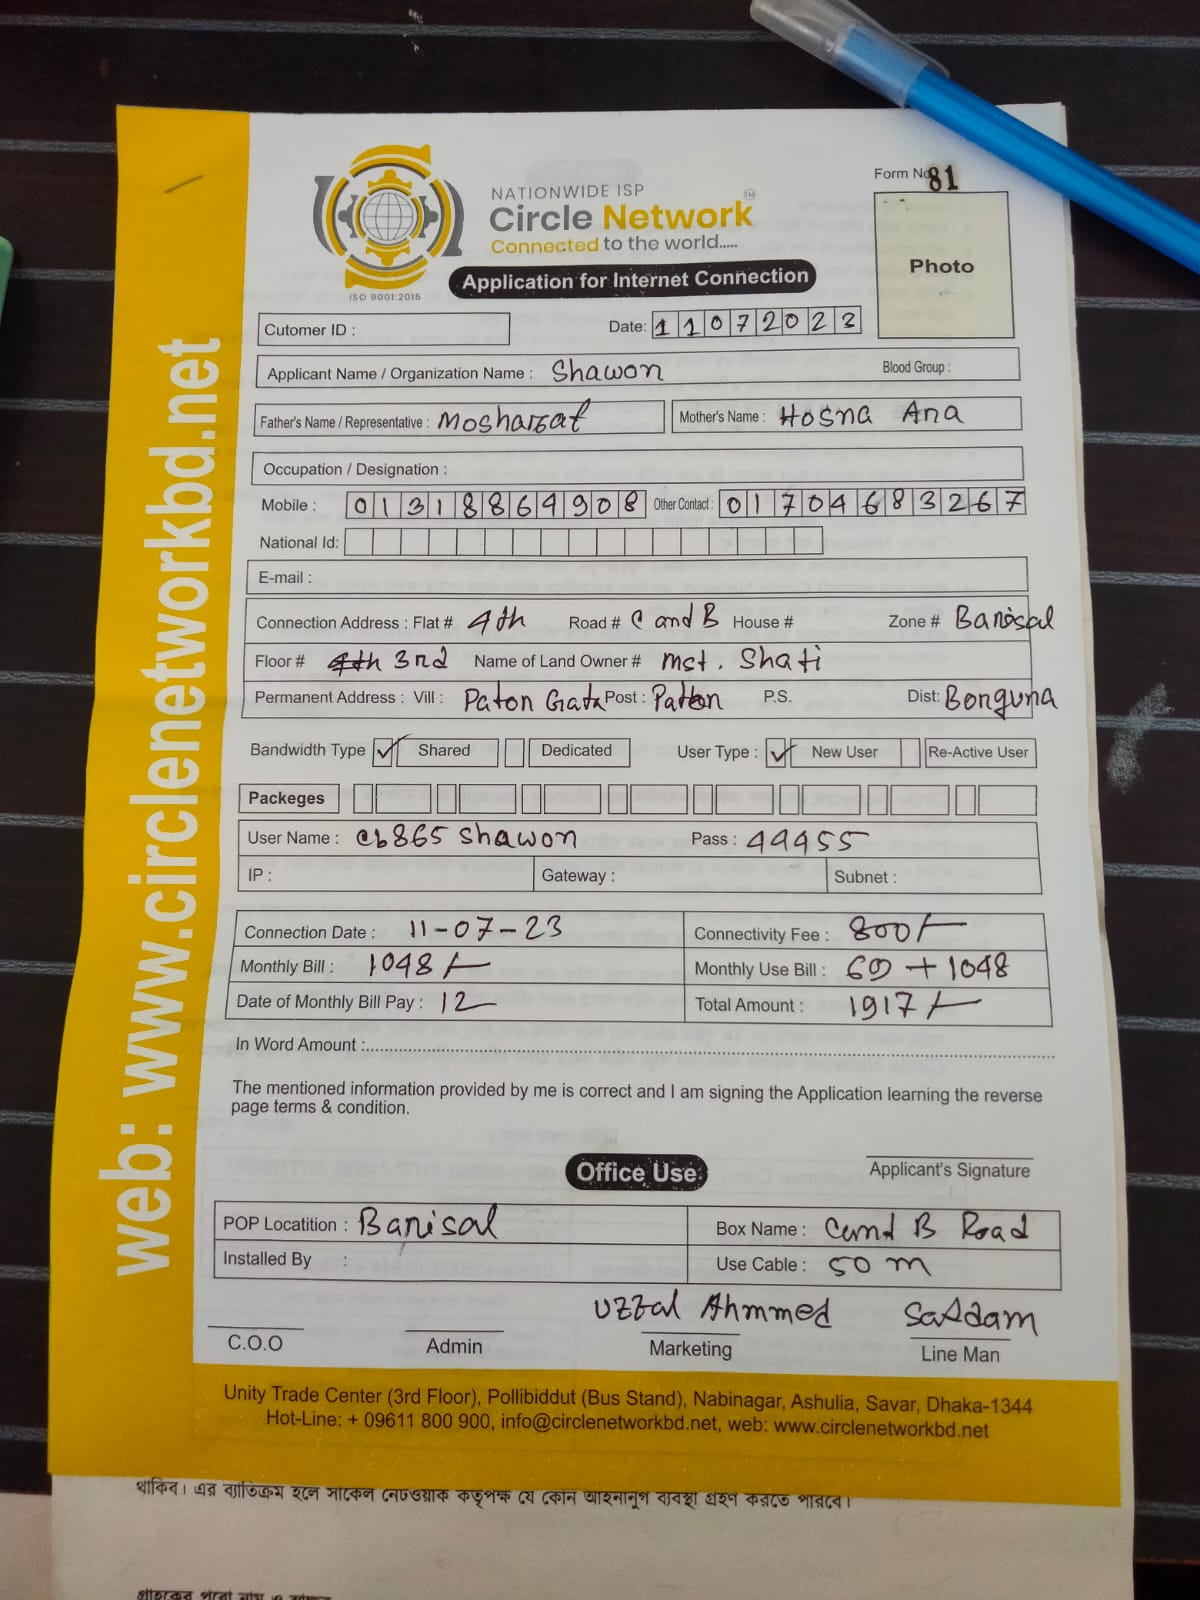 Form No 81
NATIONWIDE ISP
Circle Network TM
Connected to the world.....
ISO 9001:2015
Application for Internet Connection
Photo
Cutomer ID :
Date: 11072023
Applicant Name / Organization Name : Shawon Blood Group :
Father's Name / Representative : Mosharaf Mother's Name : Hosna Ana
Occupation / Designation :
Mobile : 01318864908 Other Contact : 01704683267
National Id:
E-mail :
Connection Address : Flat # 4th Road # C and B House # Zone # Barisal
Floor # 4th 3rd Name of Land Owner # mst. Shati
Permanent Address : Vill : Paton Gata Post : Patton P.S. Dist: Borguna
Bandwidth Type ✓ Shared Dedicated User Type : ✓ New User Re-Active User
Packeges
User Name : cb865 shawon Pass : 44455
IP : Gateway : Subnet :
Connection Date : 11-07-23 Connectivity Fee : 800/-
Monthly Bill : 1048/- Monthly Use Bill : 69 + 1048
Date of Monthly Bill Pay : 12 Total Amount : 1917/-
In Word Amount :
The mentioned information provided by me is correct and I am signing the Application learning the reverse
page terms & condition.
Applicant's Signature
Office Use
POP Locatition : Barisal Box Name : C and B Road
Installed By : Use Cable : 50 m
Uzzal Ahmmed Saddam
C.O.O Admin Marketing Line Man
Unity Trade Center (3rd Floor), Pollibiddut (Bus Stand), Nabinagar, Ashulia, Savar, Dhaka-1344
Hot-Line: + 09611 800 900, info@circlenetworkbd.net, web: www.circlenetworkbd.net
web: www.circlenetworkbd.net
থাকিব। এর ব্যতিক্রম হলে সার্কেল নেটওয়ার্ক কর্তৃপক্ষ যে কোন আইনানুগ ব্যবস্থা গ্রহণ করতে পারবে।